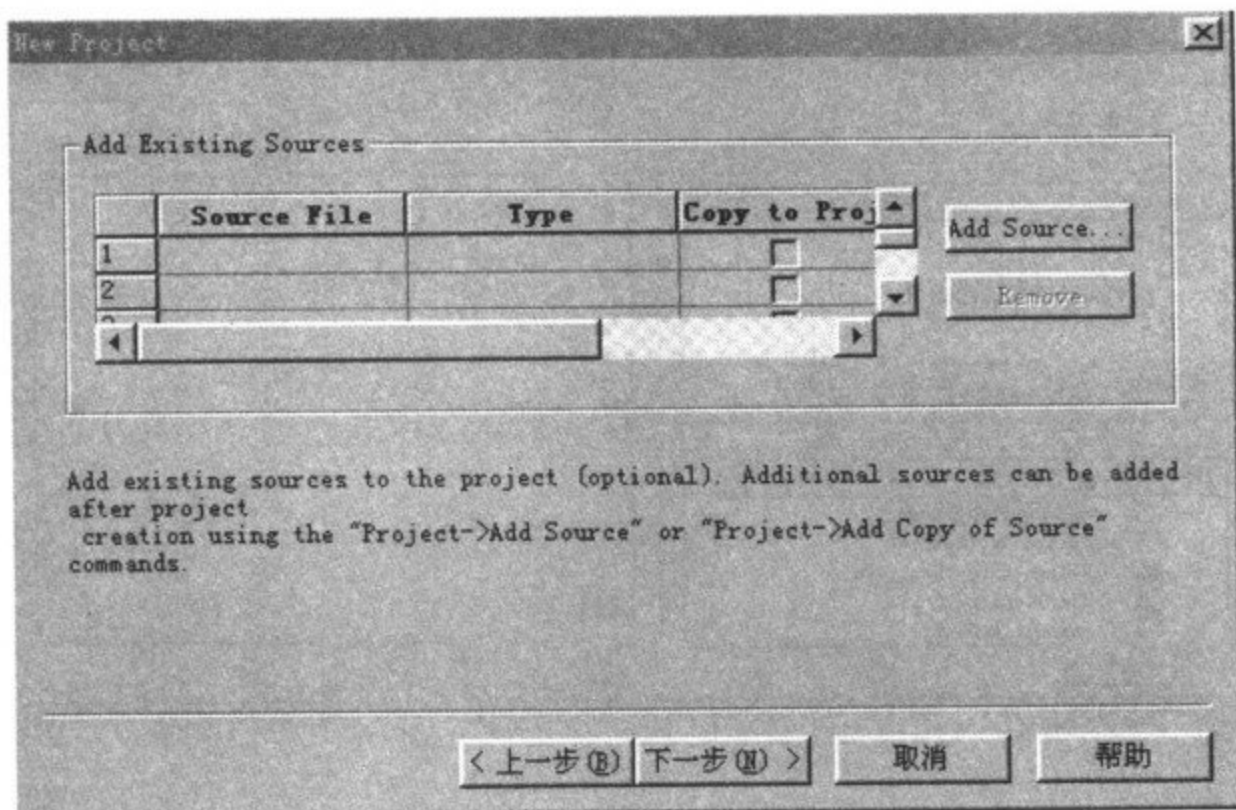 New Project
Add Existing Sources
Source File Type Copy to Proj
Add Source...
1
2
Remove
Add existing sources to the project (optional). Additional sources can be added
after project
creation using the "Project->Add Source" or "Project->Add Copy of Source"
commands.
< 上一步(B) 下一步(N) > 取消 帮助